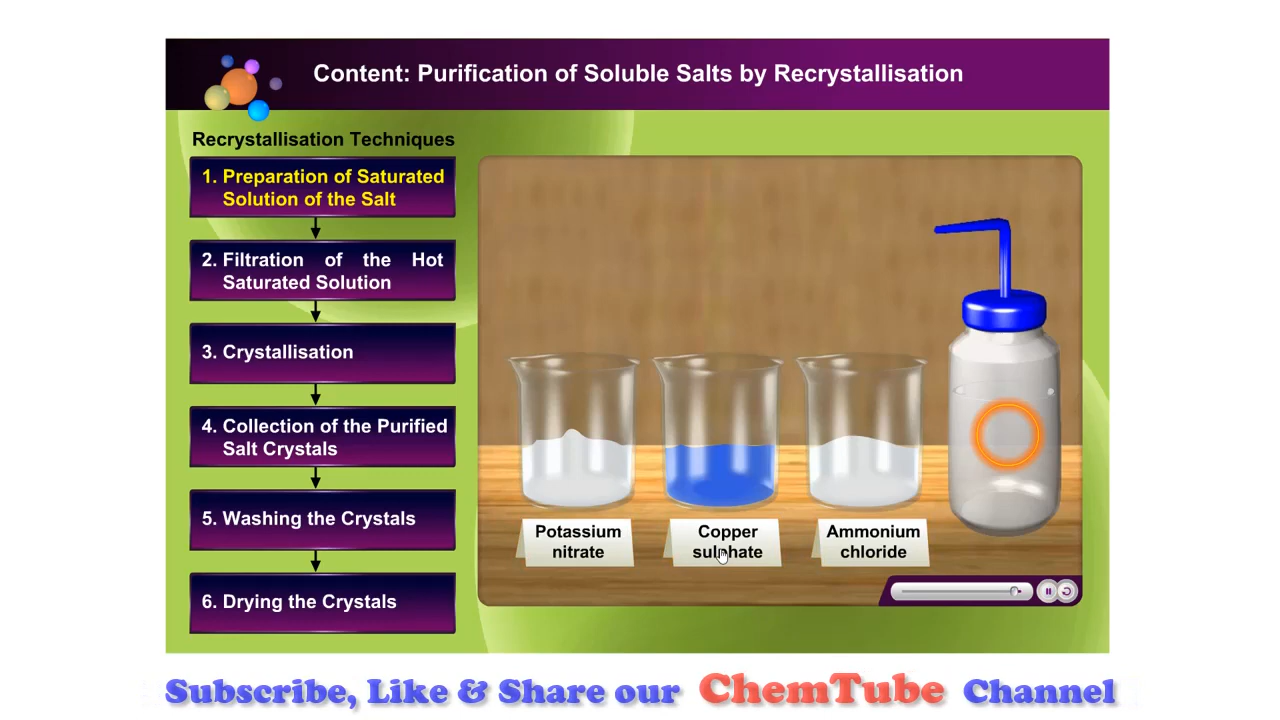 Content: Purification of Soluble Salts by Recrystallisation
Recrystallisation Techniques
1. Preparation of Saturated
Solution of the Salt
2. Filtration of the Hot
Saturated Solution
3. Crystallisation
4. Collection of the Purified
Salt Crystals
5. Washing the Crystals
6. Drying the Crystals
Potassium
nitrate
Copper
sulphate
Ammonium
chloride
Subscribe, Like & Share our ChemTube Channel